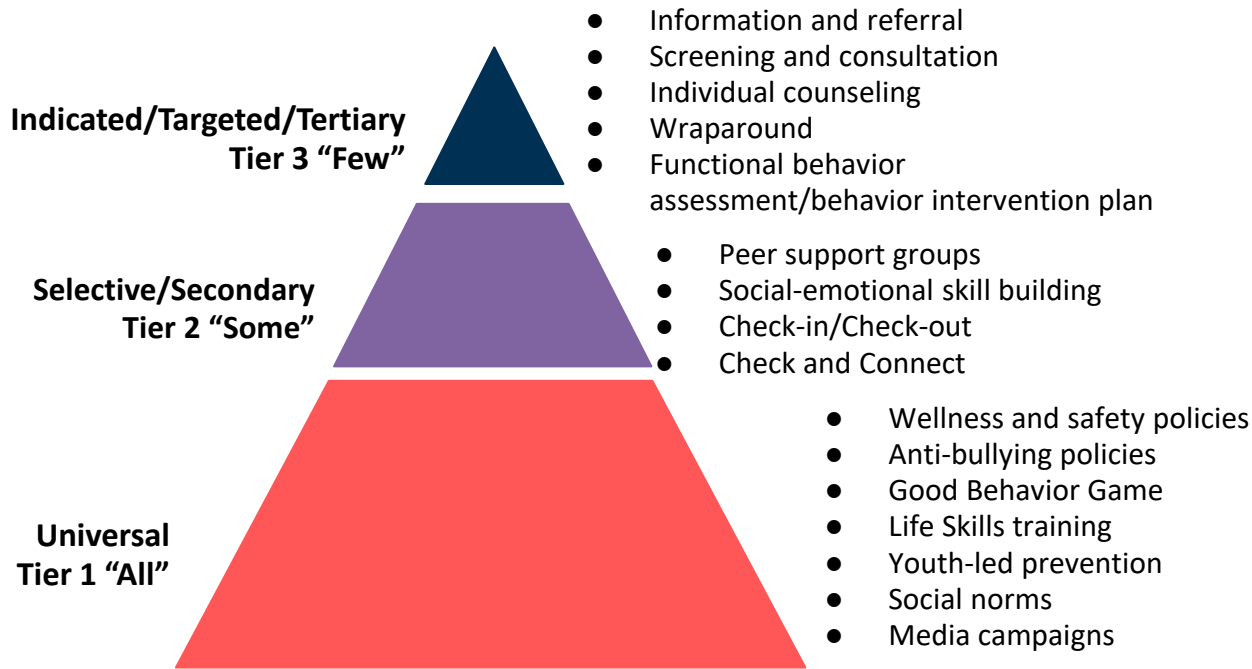 ● Information and referral
● Screening and consultation
● Individual counseling
● Wraparound
● Functional behavior
assessment/behavior intervention plan
Indicated/Targeted/Tertiary
Tier 3 “Few”
● Peer support groups
● Social-emotional skill building
● Check-in/Check-out
● Check and Connect
Selective/Secondary
Tier 2 “Some”
● Wellness and safety policies
● Anti-bullying policies
● Good Behavior Game
● Life Skills training
● Youth-led prevention
● Social norms
● Media campaigns
Universal
Tier 1 “All”